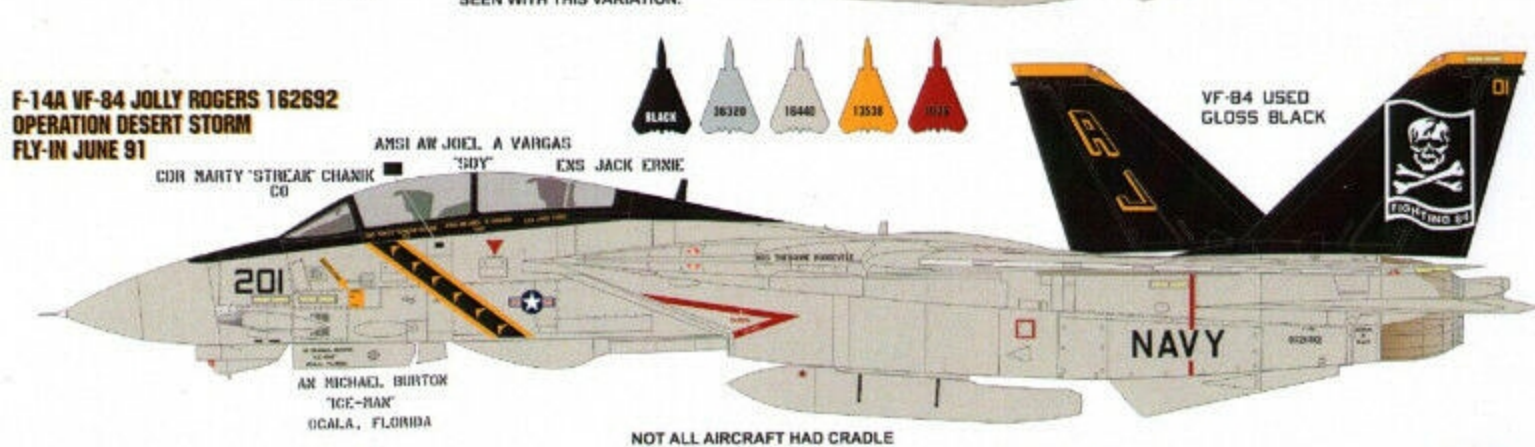 SEEN WITH THIS VARIATION.
F-14A VF-84 JOLLY ROGERS 162692
OPERATION DESERT STORM
FLY-IN JUNE 91
CDR MARTY "STREAK" CHANIK
CO
AMS1 AW JOEL A VARGAS
"SOY"
ENS JACK ERNIE
BLACK
36320
16440
13538
VF-84 USED
GLOSS BLACK
AJ
01
FIGHTING 84
201
NAVY
AN MICHAEL BURTON
"ICE-MAN"
OCALA, FLORIDA
NOT ALL AIRCRAFT HAD CRADLE